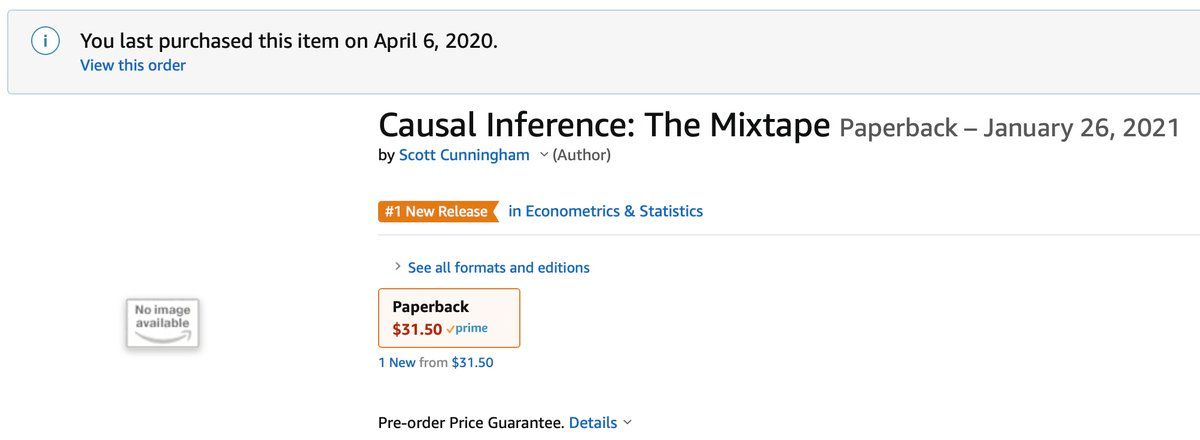 You last purchased this item on April 6, 2020.
View this order
Causal Inference: The Mixtape Paperback – January 26, 2021
by Scott Cunningham (Author)
#1 New Release in Econometrics & Statistics
See all formats and editions
Paperback
$31.50 prime
1 New from $31.50
No image
available
Pre-order Price Guarantee. Details